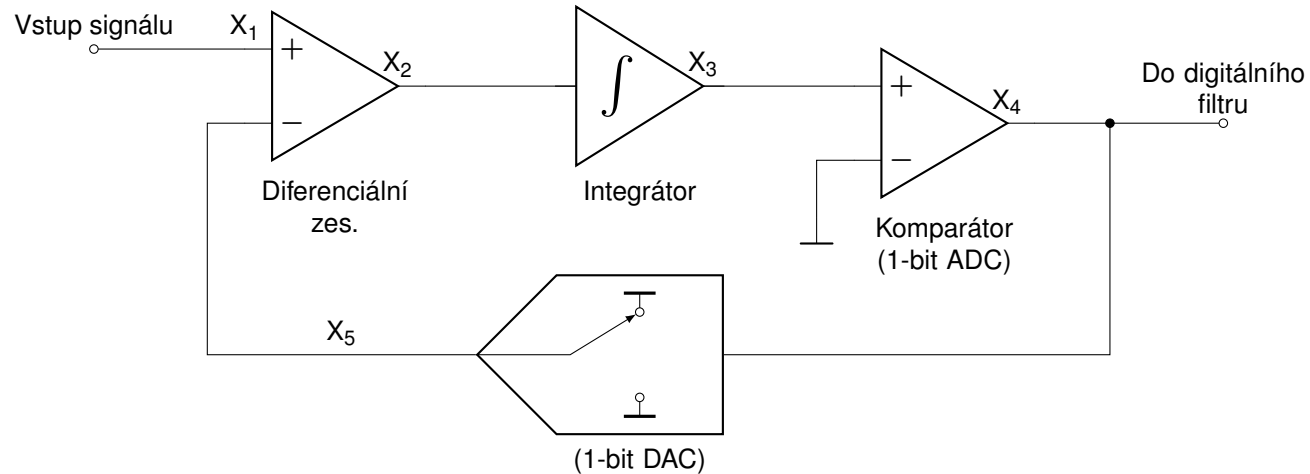 Vstup signálu
X1
+
−
X2
Diferenciální
zes.
∫
X3
Integrátor
+
−
X4
Komparátor
(1-bit ADC)
Do digitálního
filtru
X5
(1-bit DAC)